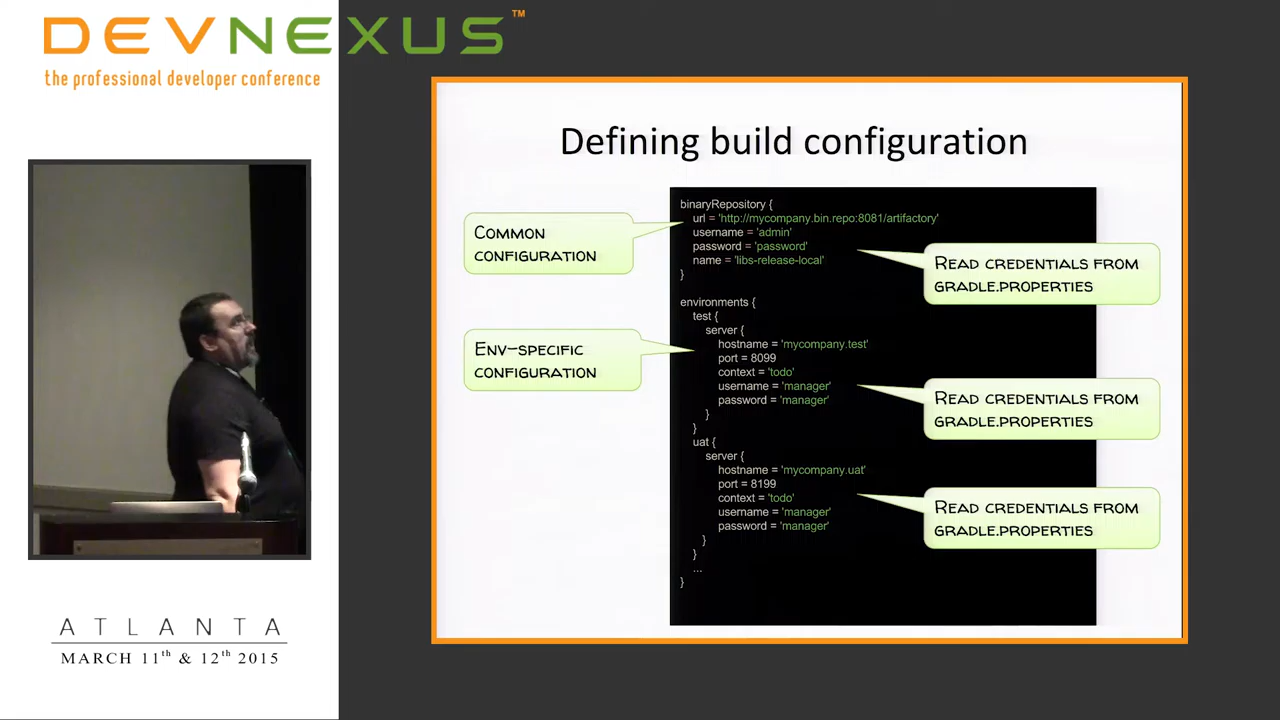 DEVNEXUS™
the professional developer conference
ATLANTA
MARCH 11th & 12th 2015
Defining build configuration
COMMON
CONFIGURATION
ENV-SPECIFIC
CONFIGURATION
binaryRepository {
url = 'http://mycompany.bin.repo:8081/artifactory'
username = 'admin'
password = 'password'
name = 'libs-release-local'
}
environments {
test {
server {
hostname = 'mycompany.test'
port = 8099
context = 'todo'
username = 'manager'
password = 'manager'
}
}
uat {
server {
hostname = 'mycompany.uat'
port = 8199
context = 'todo'
username = 'manager'
password = 'manager'
}
}
...
}
READ CREDENTIALS FROM
GRADLE.PROPERTIES
READ CREDENTIALS FROM
GRADLE.PROPERTIES
READ CREDENTIALS FROM
GRADLE.PROPERTIES